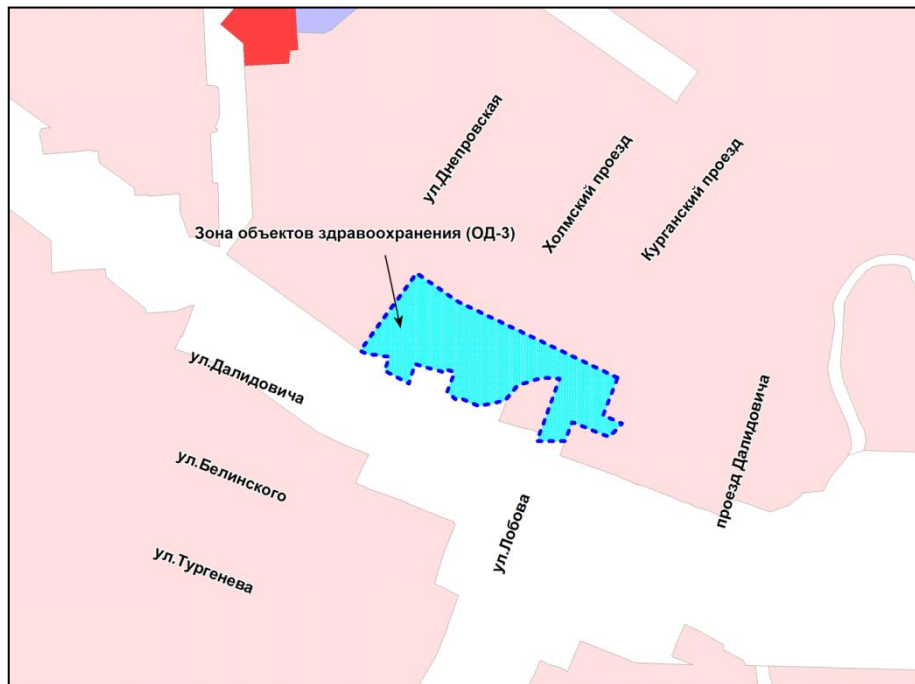 ул.Днепровская
Холмский проезд
Курганский проезд
Зона объектов здравоохранения (ОД-3)
ул.Далидовича
ул.Белинского
ул.Тургенева
ул.Лобова
проезд Далидовича